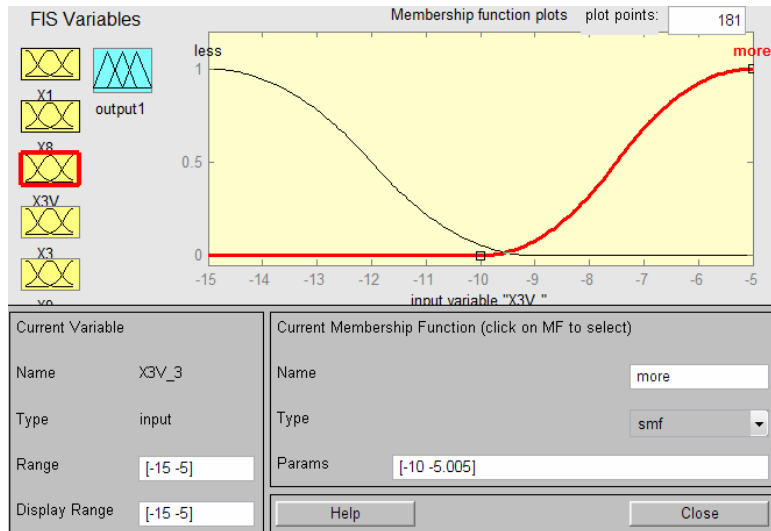 FIS Variables
Membership function plots plot points: 181
X1
output1
X8
X3V
X3
less
more
1
0.5
0
-15 -14 -13 -12 -11 -10 -9 -8 -7 -6 -5
input variable "X3V_"
Current Variable
Name X3V_3
Type input
Range [-15 -5]
Display Range [-15 -5]
Current Membership Function (click on MF to select)
Name more
Type smf
Params [-10 -5.005]
Help Close